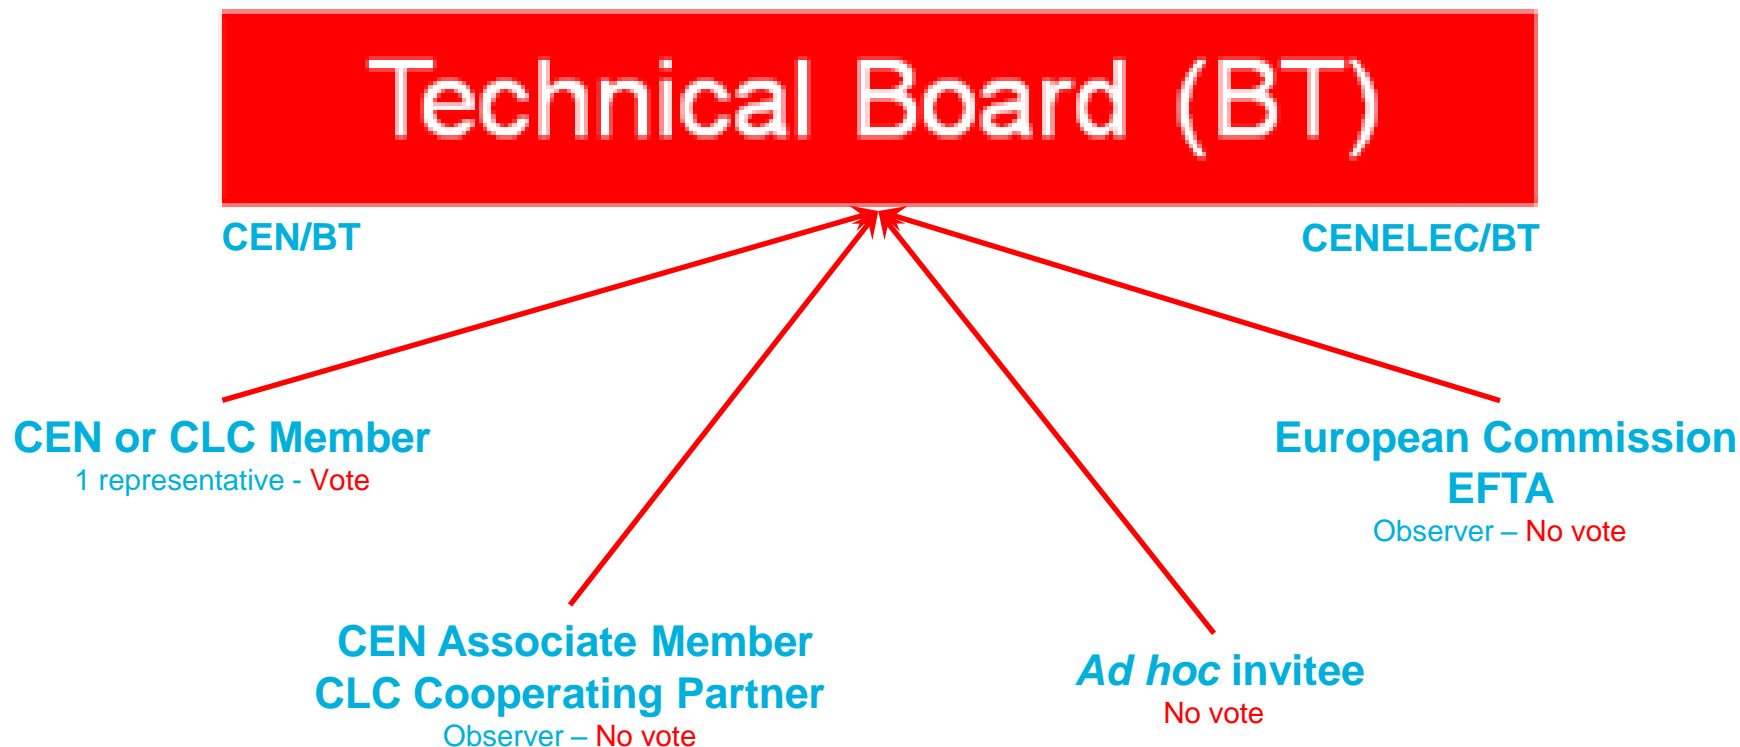 Technical Board (BT)
CEN/BT
CENELEC/BT
CEN or CLC Member
1 representative - Vote
European Commission
EFTA
Observer – No vote
CEN Associate Member
CLC Cooperating Partner
Observer – No vote
Ad hoc invitee
No vote